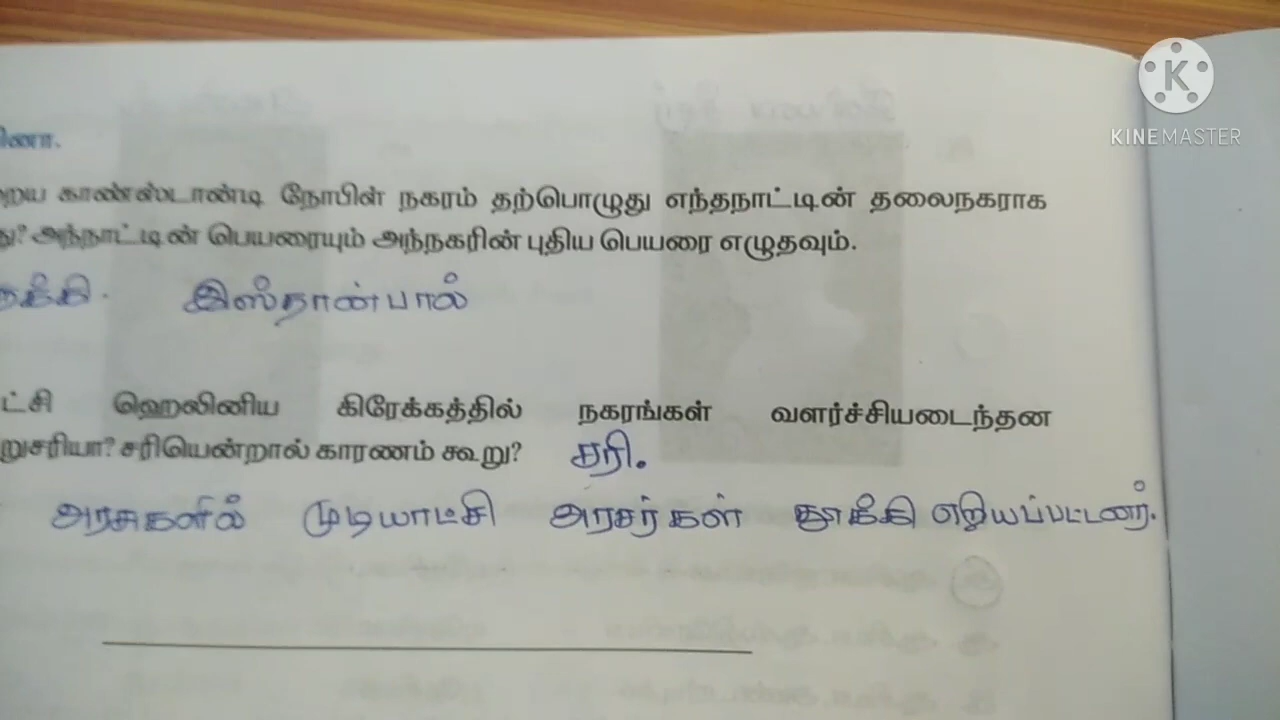 KINEMASTER
வினா.
காண்ஸ்டாண்டி நோபிள் நகரம் தற்பொழுது எந்தநாட்டின் தலைநகராக
அந்நாட்டின் பெயரையும் அந்நகரின் புதிய பெயரை எழுதவும்.
இஸ்தான்பால்
ஹெலினிய கிரேக்கத்தில் நகரங்கள் வளர்ச்சியடைந்தன
சரியென்றால் காரணம் கூறு? சரி.
அரசுகளில் முடியாட்சி அரசர்கள் தூக்கி எறியப்பட்டனர்.